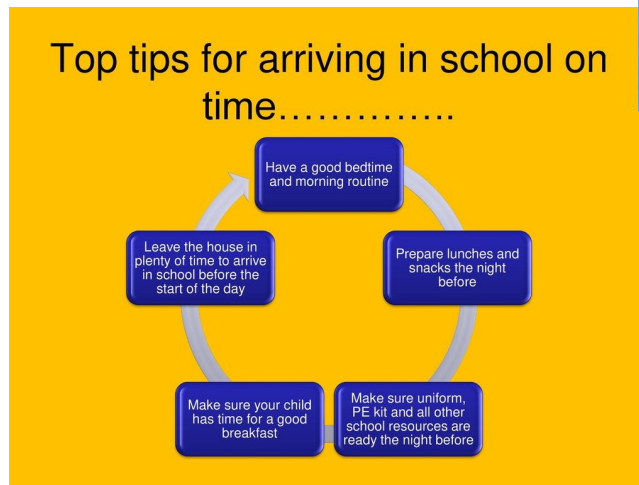 Top tips for arriving in school on
time…………..
Have a good bedtime
and morning routine
Prepare lunches and
snacks the night
before
Make sure uniform,
PE kit and all other
school resources are
ready the night before
Make sure your child
has time for a good
breakfast
Leave the house in
plenty of time to arrive
in school before the
start of the day